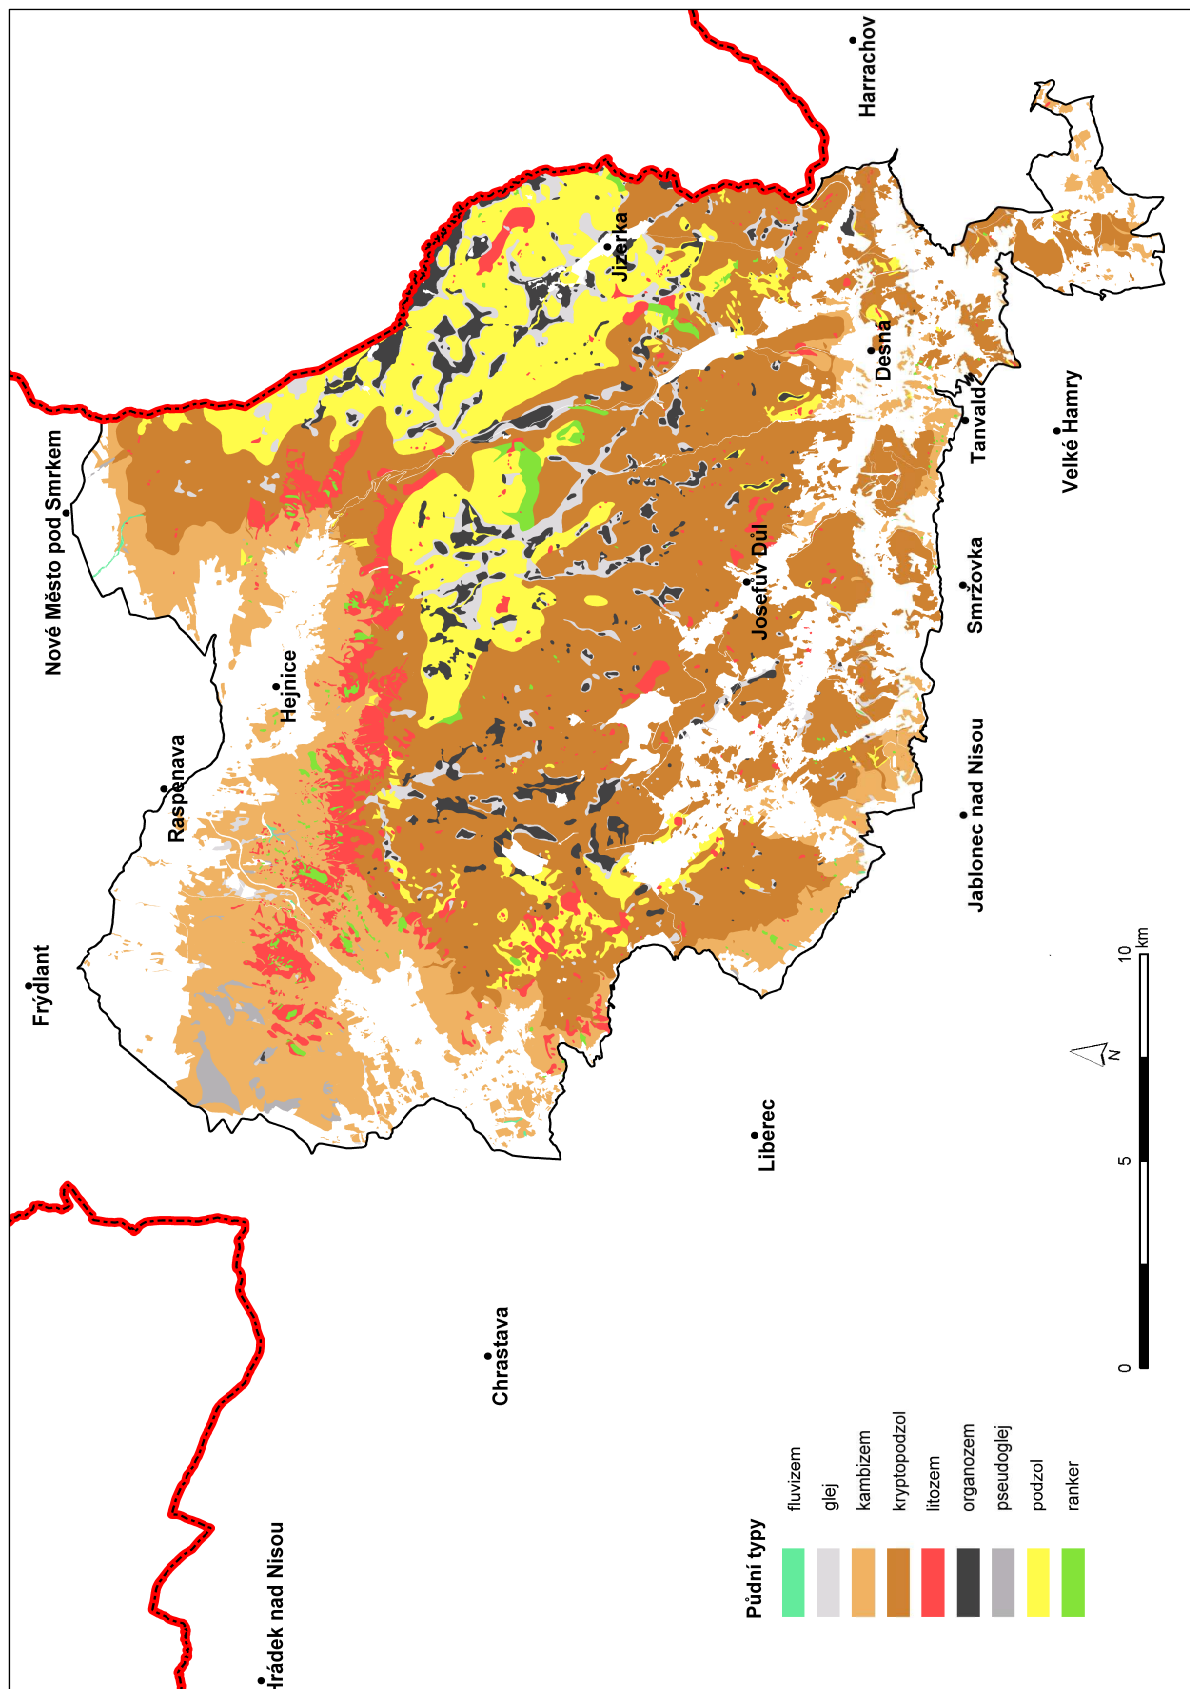 Frýdlant
Nové Město pod Smrkem
Raspenava
Hejnice
Hrádek nad Nisou
Chrastava
Jizerka
Harrachov
Josefův Důl
Desná
Liberec
Tanvald
Smržovka
Jablonec nad Nisou
Velké Hamry
Půdní typy
fluvizem
glej
kambizem
kryptopodzol
litozem
organozem
pseudoglej
podzol
ranker
N
0 5 10
km